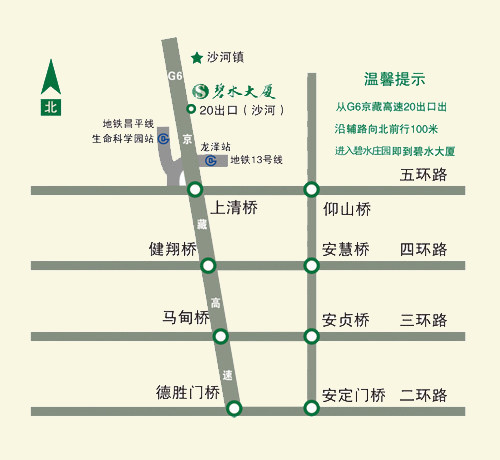 沙河镇
G6
碧水大厦
温馨提示
北
20出口（沙河）
从G6京藏高速20出口出
地铁昌平线
生命科学园站
沿辅路向北前行100米
京
龙泽站
地铁13号线
进入碧水庄园即到碧水大厦
五环路
上清桥
仰山桥
藏
健翔桥
安慧桥
四环路
高
马甸桥
安贞桥
三环路
速
德胜门桥
安定门桥
二环路